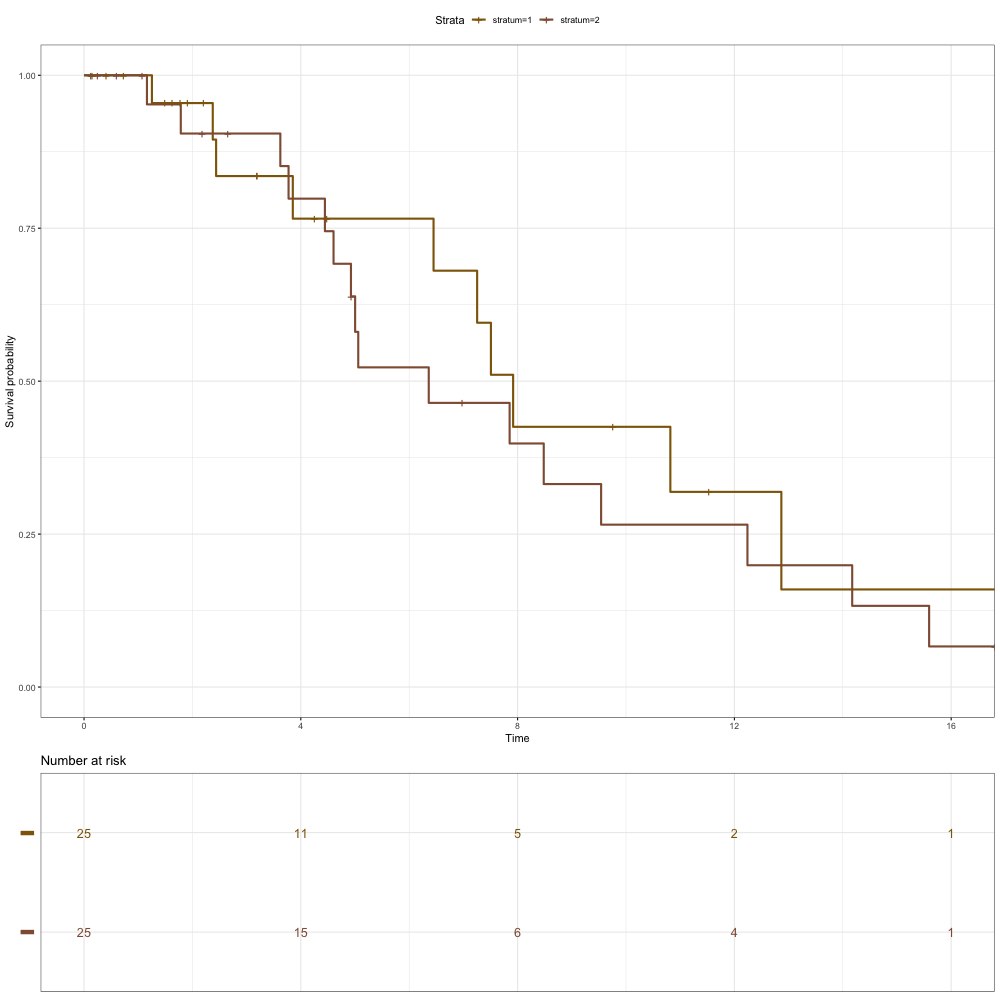 Strata stratum=1 stratum=2
Survival probability
1.00
0.75
0.50
0.25
0.00
0 4 8 12 16
Time
Number at risk
25 11 5 2 1
25 15 6 4 1